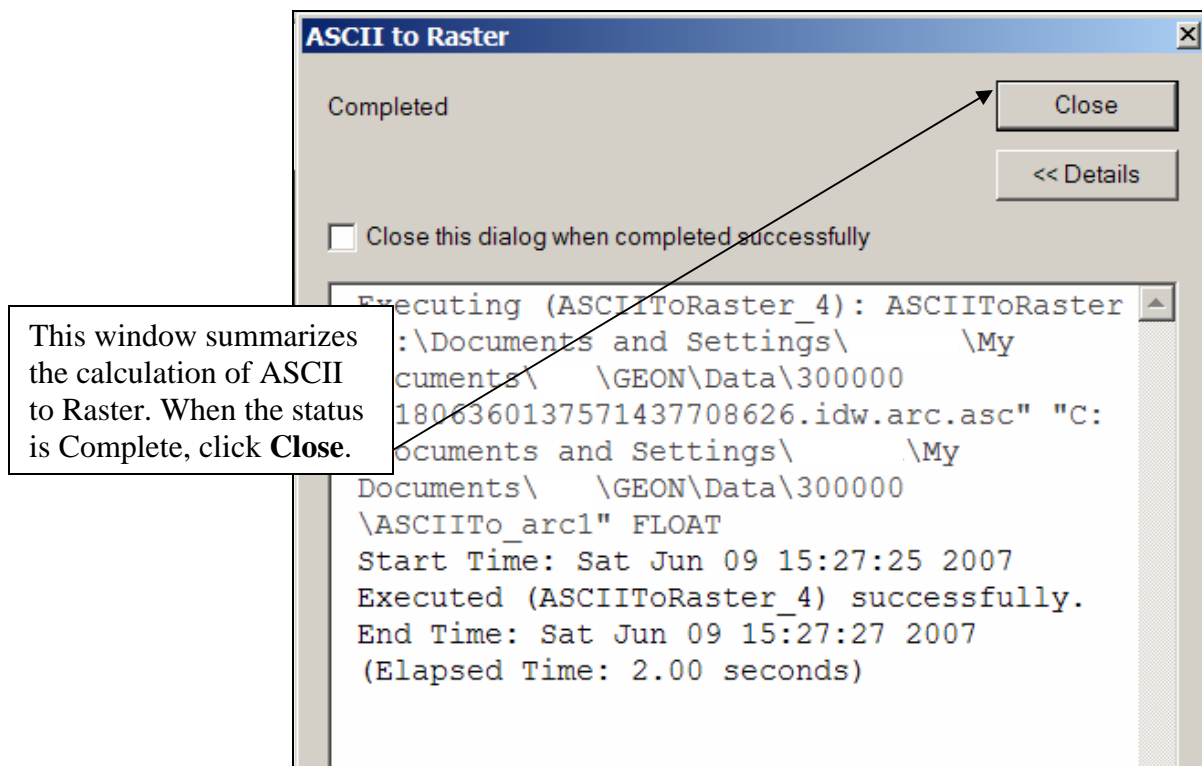 ASCII to Raster
Completed
Close
<< Details
Close this dialog when completed successfully
This window summarizes
the calculation of ASCII
to Raster. When the status
is Complete, click Close.
Executing (ASCIIToRaster_4): ASCIIToRaster
:\Documents and Settings\ \My
cuments\ \GEON\Data\300000
1806360137571437708626.idw.arc.asc" "C:
ocuments and Settings\ \My
Documents\ \GEON\Data\300000
\ASCIITo_arc1" FLOAT
Start Time: Sat Jun 09 15:27:25 2007
Executed (ASCIIToRaster_4) successfully.
End Time: Sat Jun 09 15:27:27 2007
(Elapsed Time: 2.00 seconds)